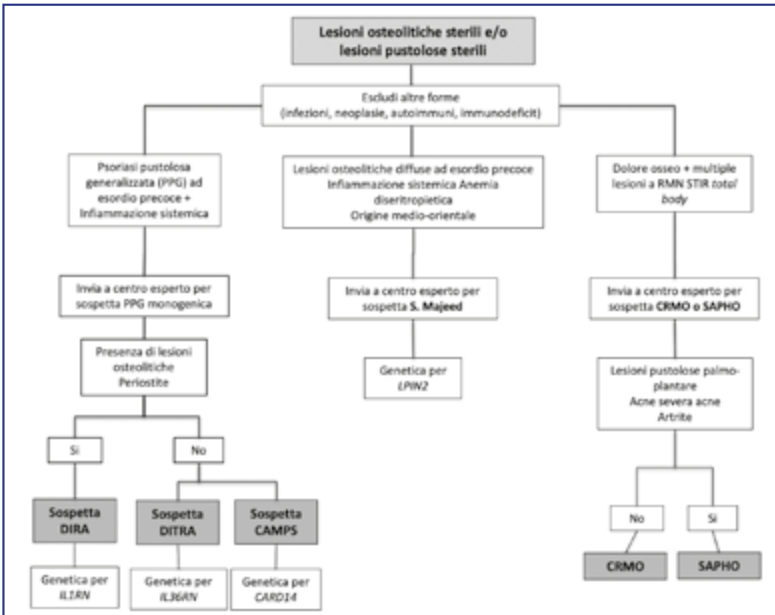 Lesioni osteolitiche sterili e/o
lesioni pustolose sterili
Escludi altre forme
(infezioni, neoplasie, autoimmuni, immunodeficit)
Psoriasi pustolosa
generalizzata (PPG) ad
esordio precoce +
Infiammazione sistemica
Invia a centro esperto per
sospetta PPG monogenica
Presenza di lesioni
osteolitiche
Periostite
Si
No
Sospetta
DIRA
Sospetta
DITRA
Sospetta
CAMPS
Genetica per
IL1RN
Genetica per
IL36RN
Genetica per
CARD14
Lesioni osteolitiche diffuse ad esordio precoce
Infiammazione sistemica Anemia
diseritropietica
Origine medio-orientale
Invia a centro esperto per
sospetta S. Majeed
Genetica per
LPIN2
Dolore osseo + multiple
lesioni a RMN STIR total
body
Invia a centro esperto per
sospetta CRMO o SAPHO
Lesioni pustolose palmo-
plantare
Acne severa acne
Artrite
No
Si
CRMO
SAPHO